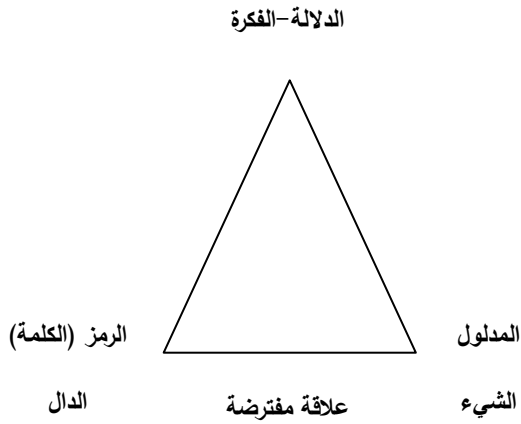 الدلالة-الفكرة
المدلول
الرمز (الكلمة)
الشيء
علاقة مفترضة
الدال